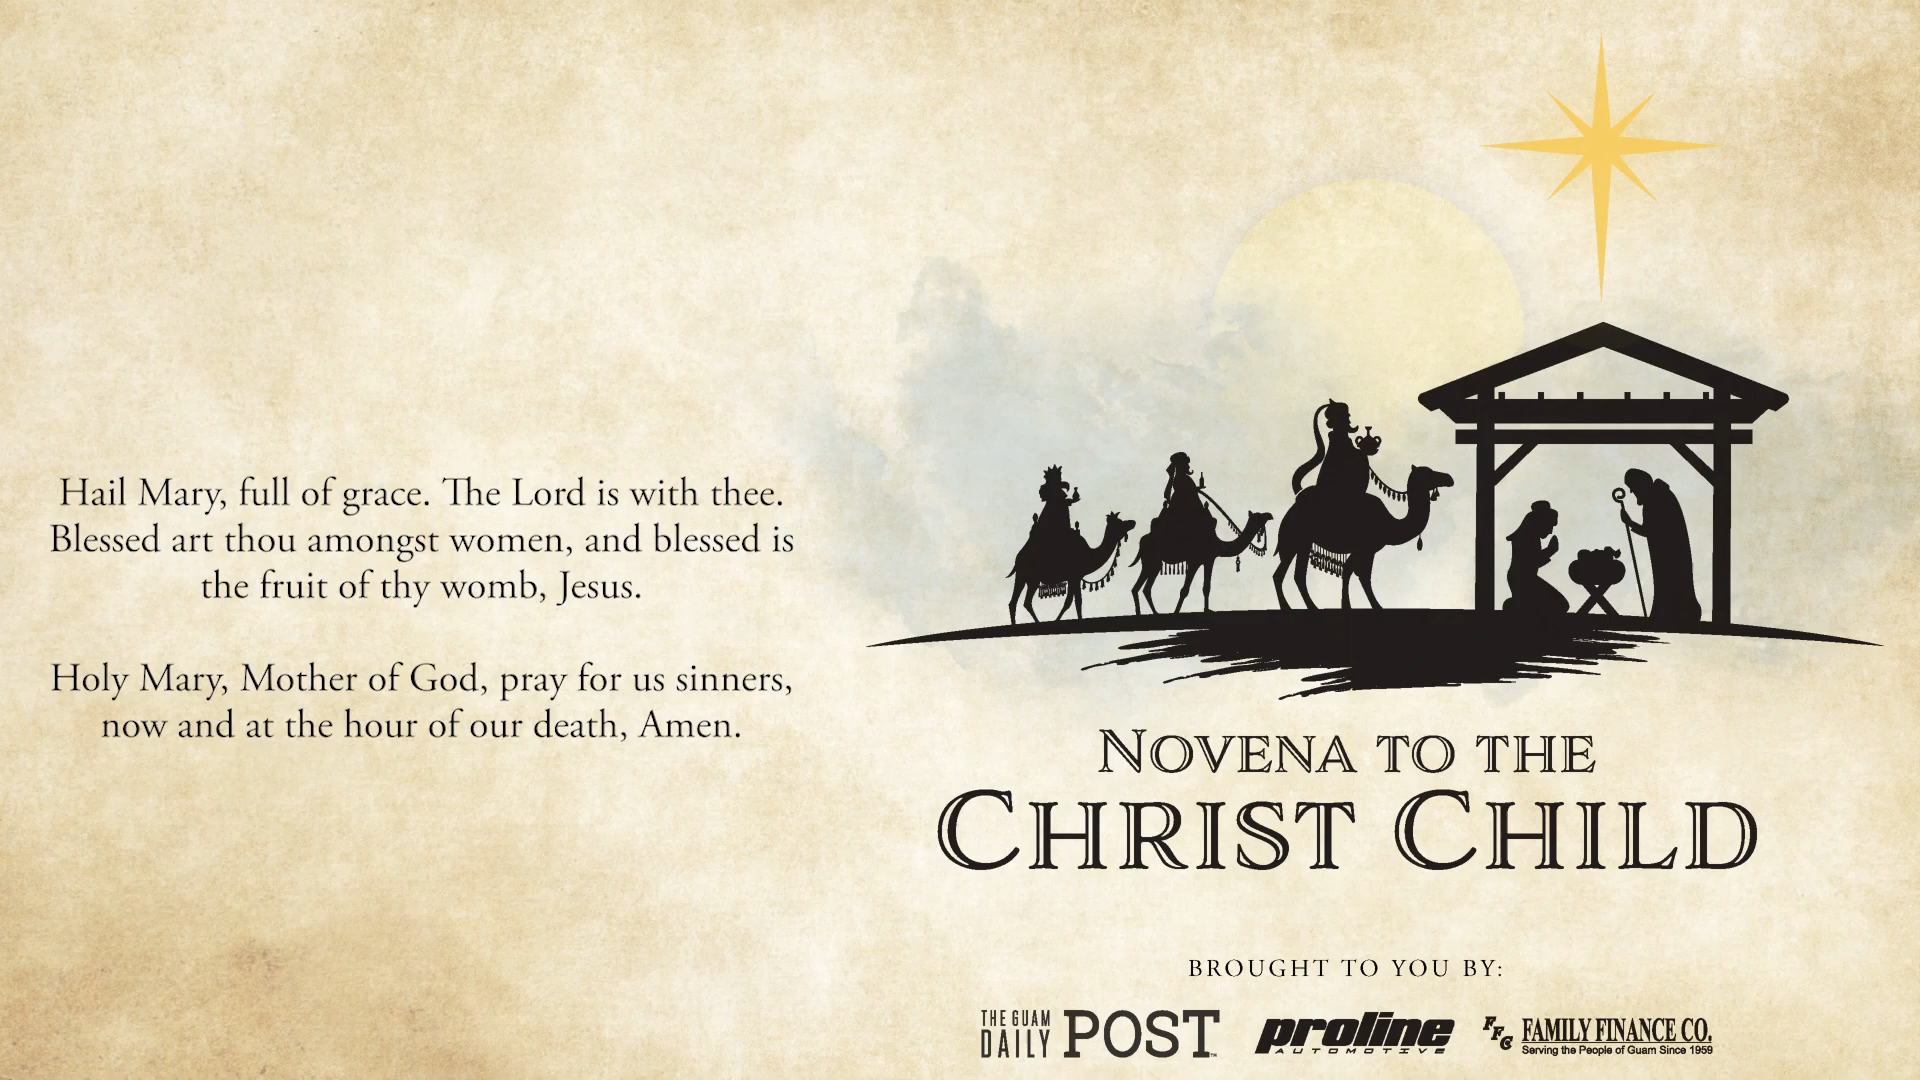 Hail Mary, full of grace. The Lord is with thee.
Blessed art thou amongst women, and blessed is
the fruit of thy womb, Jesus.
Holy Mary, Mother of God, pray for us sinners,
now and at the hour of our death, Amen.
NOVENA TO THE
CHRIST CHILD
BROUGHT TO YOU BY:
THE GUAM
DAILY POST™
proline
AUTOMOTIVE
FFC FAMILY FINANCE CO.
Serving the People of Guam Since 1959